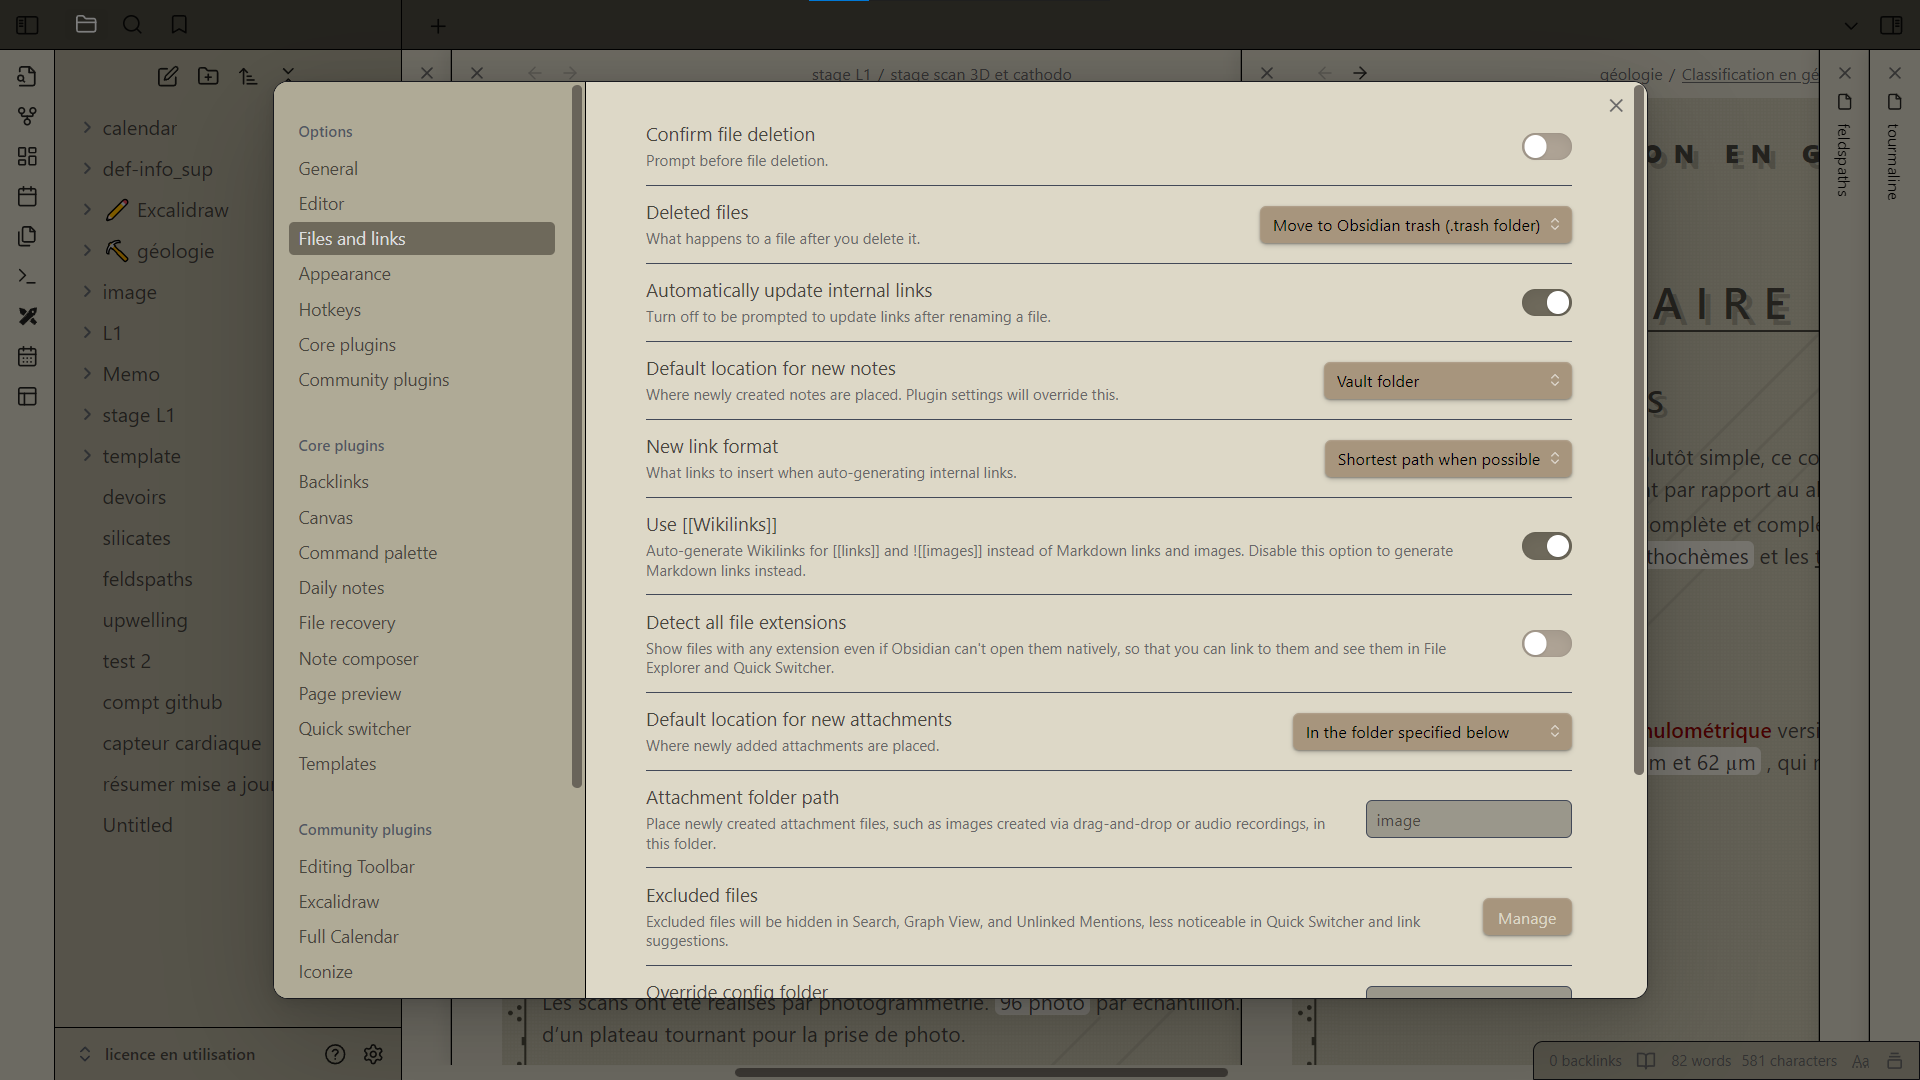 stage L1 / stage scan 3D et cathodo
géologie / Classification en gé
calendar
def-info_sup
Excalidraw
géologie
image
L1
Memo
stage L1
template
devoirs
silicates
feldspaths
upwelling
test 2
compt github
capteur cardiaque
résumer mise a jour
Untitled
licence en utilisation
Options
General
Editor
Files and links
Appearance
Hotkeys
Core plugins
Community plugins
Core plugins
Backlinks
Canvas
Command palette
Daily notes
File recovery
Note composer
Page preview
Quick switcher
Templates
Community plugins
Editing Toolbar
Excalidraw
Full Calendar
Iconize
Confirm file deletion
Prompt before file deletion.
Deleted files
What happens to a file after you delete it.
Move to Obsidian trash (.trash folder)
Automatically update internal links
Turn off to be prompted to update links after renaming a file.
Default location for new notes
Where newly created notes are placed. Plugin settings will override this.
Vault folder
New link format
What links to insert when auto-generating internal links.
Shortest path when possible
Use [[Wikilinks]]
Auto-generate Wikilinks for [[links]] and ![[images]] instead of Markdown links and images. Disable this option to generate
Markdown links instead.
Detect all file extensions
Show files with any extension even if Obsidian can't open them natively, so that you can link to them and see them in File
Explorer and Quick Switcher.
Default location for new attachments
Where newly added attachments are placed.
In the folder specified below
Attachment folder path
Place newly created attachment files, such as images created via drag-and-drop or audio recordings, in
this folder.
image
Excluded files
Excluded files will be hidden in Search, Graph View, and Unlinked Mentions, less noticeable in Quick Switcher and link
suggestions.
Manage
Override config folder
Les scans ont été réalisés par photogrammétrie. 96 photo par échantillon.
d'un plateau tournant pour la prise de photo.
ON EN G
AIRE
S
lutôt simple, ce co
t par rapport au al
omplète et complé
thochèmes et les t
nulométrique versi
m et 62 μm , qui r
feldspaths
tourmaline
0 backlinks 82 words 581 characters Aa